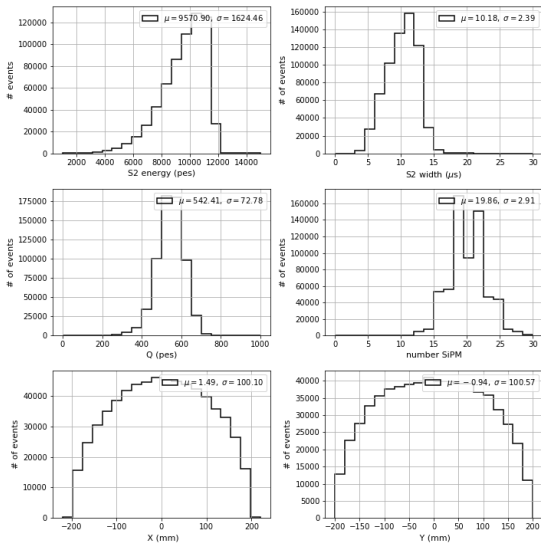 μ = 9570.90, σ = 1624.46
120000
100000
80000
60000
40000
20000
0
# events
2000 4000 6000 8000 10000 12000 14000
S2 energy (pes)
μ = 10.18, σ = 2.39
160000
140000
120000
100000
80000
60000
40000
20000
0
# of events
0 5 10 15 20 25 30
S2 width (μs)
μ = 542.41, σ = 72.78
175000
150000
125000
100000
75000
50000
25000
0
# of events
0 200 400 600 800 1000
Q (pes)
μ = 19.86, σ = 2.91
160000
140000
120000
100000
80000
60000
40000
20000
0
# of events
0 5 10 15 20 25 30
number SiPM
μ = 1.49, σ = 100.10
40000
30000
20000
10000
0
# of events
−200 −100 0 100 200
X (mm)
μ = −0.94, σ = 100.57
40000
35000
30000
25000
20000
15000
10000
5000
0
# of events
−200 −150 −100 −50 0 50 100 150 200
Y (mm)